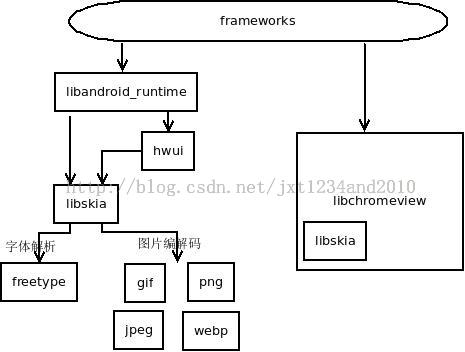 frameworks
libandroid_runtime
hwui
http://blog.csdn.net/jxt1234and2010
libskia
libchromeview
字体解析
图片编解码
libskia
freetype
gif
png
jpeg
webp